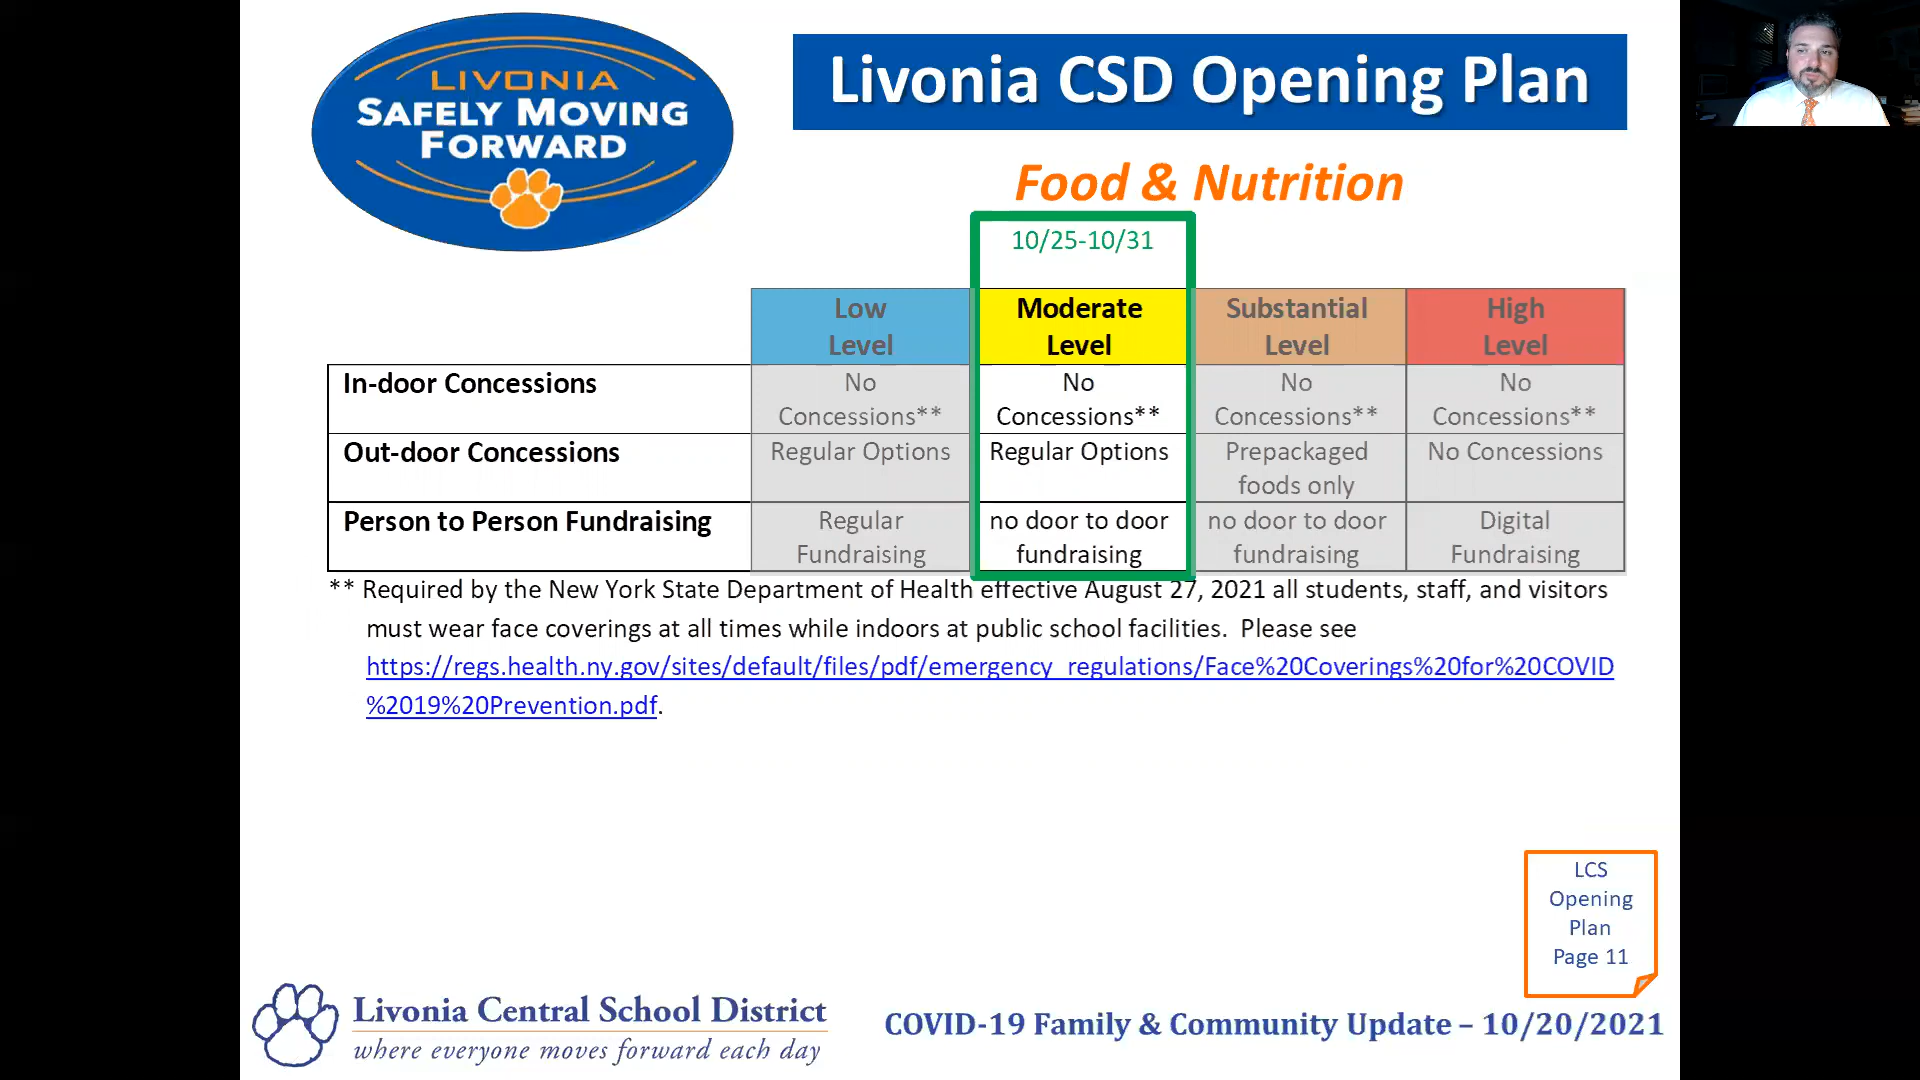 LIVONIA
SAFELY MOVING
FORWARD
Livonia CSD Opening Plan
Food & Nutrition
10/25-10/31
Low Level
Moderate Level
Substantial Level
High Level
In-door Concessions
No Concessions**
No Concessions**
No Concessions**
No Concessions**
Out-door Concessions
Regular Options
Regular Options
Prepackaged foods only
No Concessions
Person to Person Fundraising
Regular Fundraising
no door to door fundraising
no door to door fundraising
Digital Fundraising
** Required by the New York State Department of Health effective August 27, 2021 all students, staff, and visitors
must wear face coverings at all times while indoors at public school facilities. Please see
https://regs.health.ny.gov/sites/default/files/pdf/emergency_regulations/Face%20Coverings%20for%20COVID
%2019%20Prevention.pdf.
LCS
Opening
Plan
Page 11
Livonia Central School District
where everyone moves forward each day
COVID-19 Family & Community Update – 10/20/2021